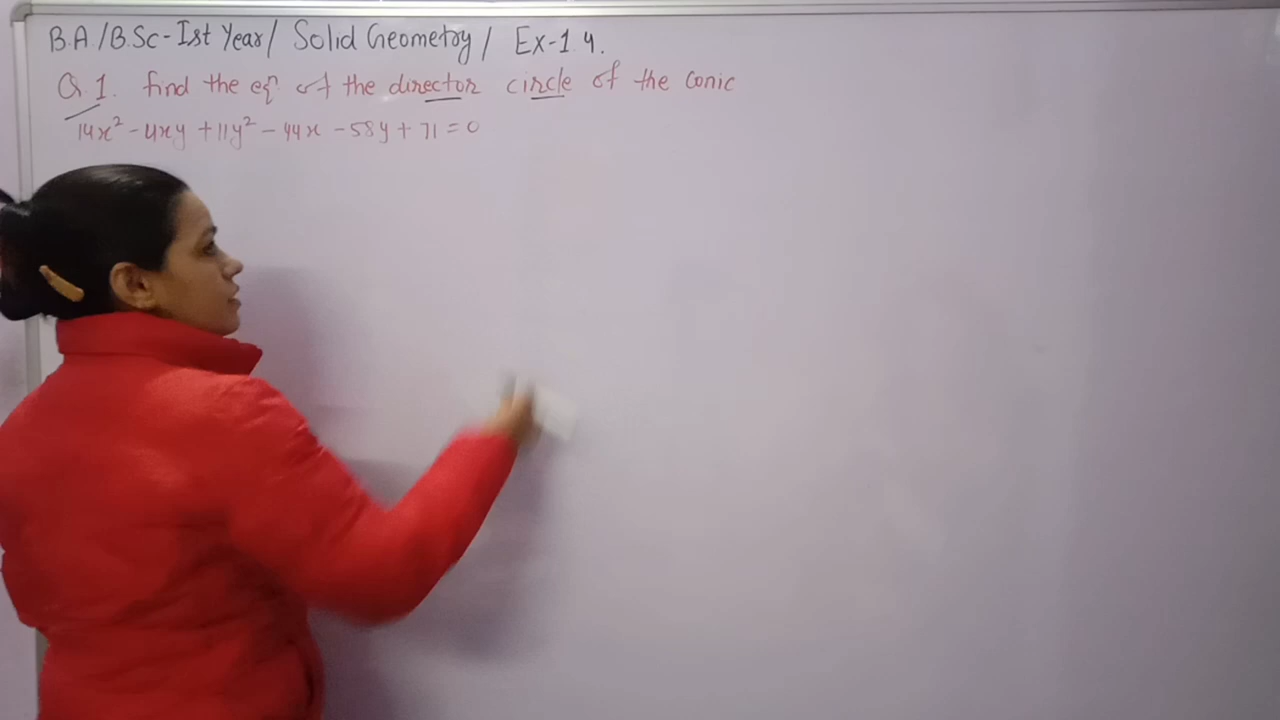 B.A./B.Sc-Ist Year/ Solid Geometry/ Ex-1.4.
Q.1. find the eqn of the director circle of the conic
14x² - 4xy + 11y² - 44x - 58y + 71 = 0